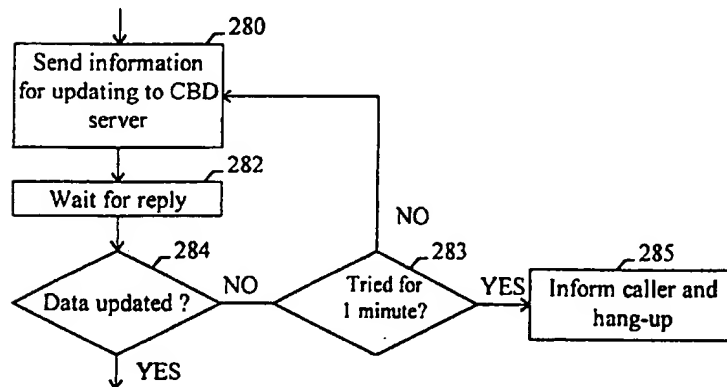 280
Send information
for updating to CBD
server
282
Wait for reply
NO
284
283
285
Data updated ?
NO
Tried for
1 minute?
YES
Inform caller and
hang-up
YES